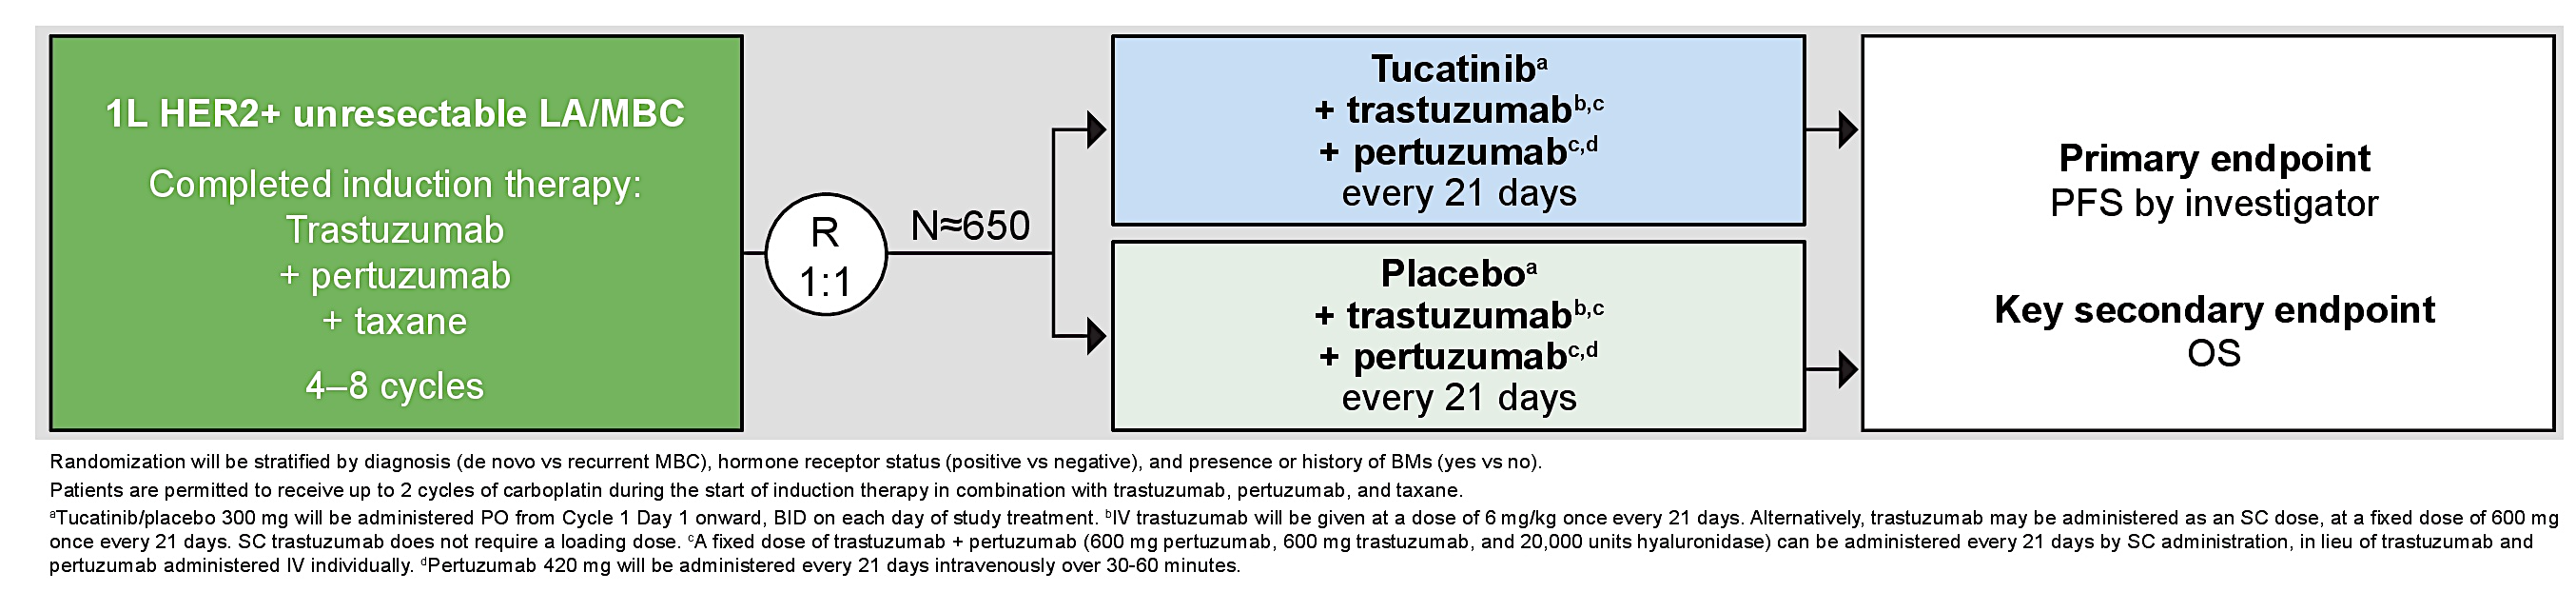 1L HER2+ unresectable LA/MBC
Completed induction therapy:
Trastuzumab
+ pertuzumab
+ taxane
4–8 cycles
R
1:1
N≈650
Tucatinibᵃ
+ trastuzumabᵇ,ᶜ
+ pertuzumabᶜ,ᵈ
every 21 days
Placeboᵃ
+ trastuzumabᵇ,ᶜ
+ pertuzumabᶜ,ᵈ
every 21 days
Primary endpoint
PFS by investigator
Key secondary endpoint
OS
Randomization will be stratified by diagnosis (de novo vs recurrent MBC), hormone receptor status (positive vs negative), and presence or history of BMs (yes vs no).
Patients are permitted to receive up to 2 cycles of carboplatin during the start of induction therapy in combination with trastuzumab, pertuzumab, and taxane.
ᵃTucatinib/placebo 300 mg will be administered PO from Cycle 1 Day 1 onward, BID on each day of study treatment. ᵇIV trastuzumab will be given at a dose of 6 mg/kg once every 21 days. Alternatively, trastuzumab may be administered as an SC dose, at a fixed dose of 600 mg
once every 21 days. SC trastuzumab does not require a loading dose. ᶜA fixed dose of trastuzumab + pertuzumab (600 mg pertuzumab, 600 mg trastuzumab, and 20,000 units hyaluronidase) can be administered every 21 days by SC administration, in lieu of trastuzumab and
pertuzumab administered IV individually. ᵈPertuzumab 420 mg will be administered every 21 days intravenously over 30-60 minutes.